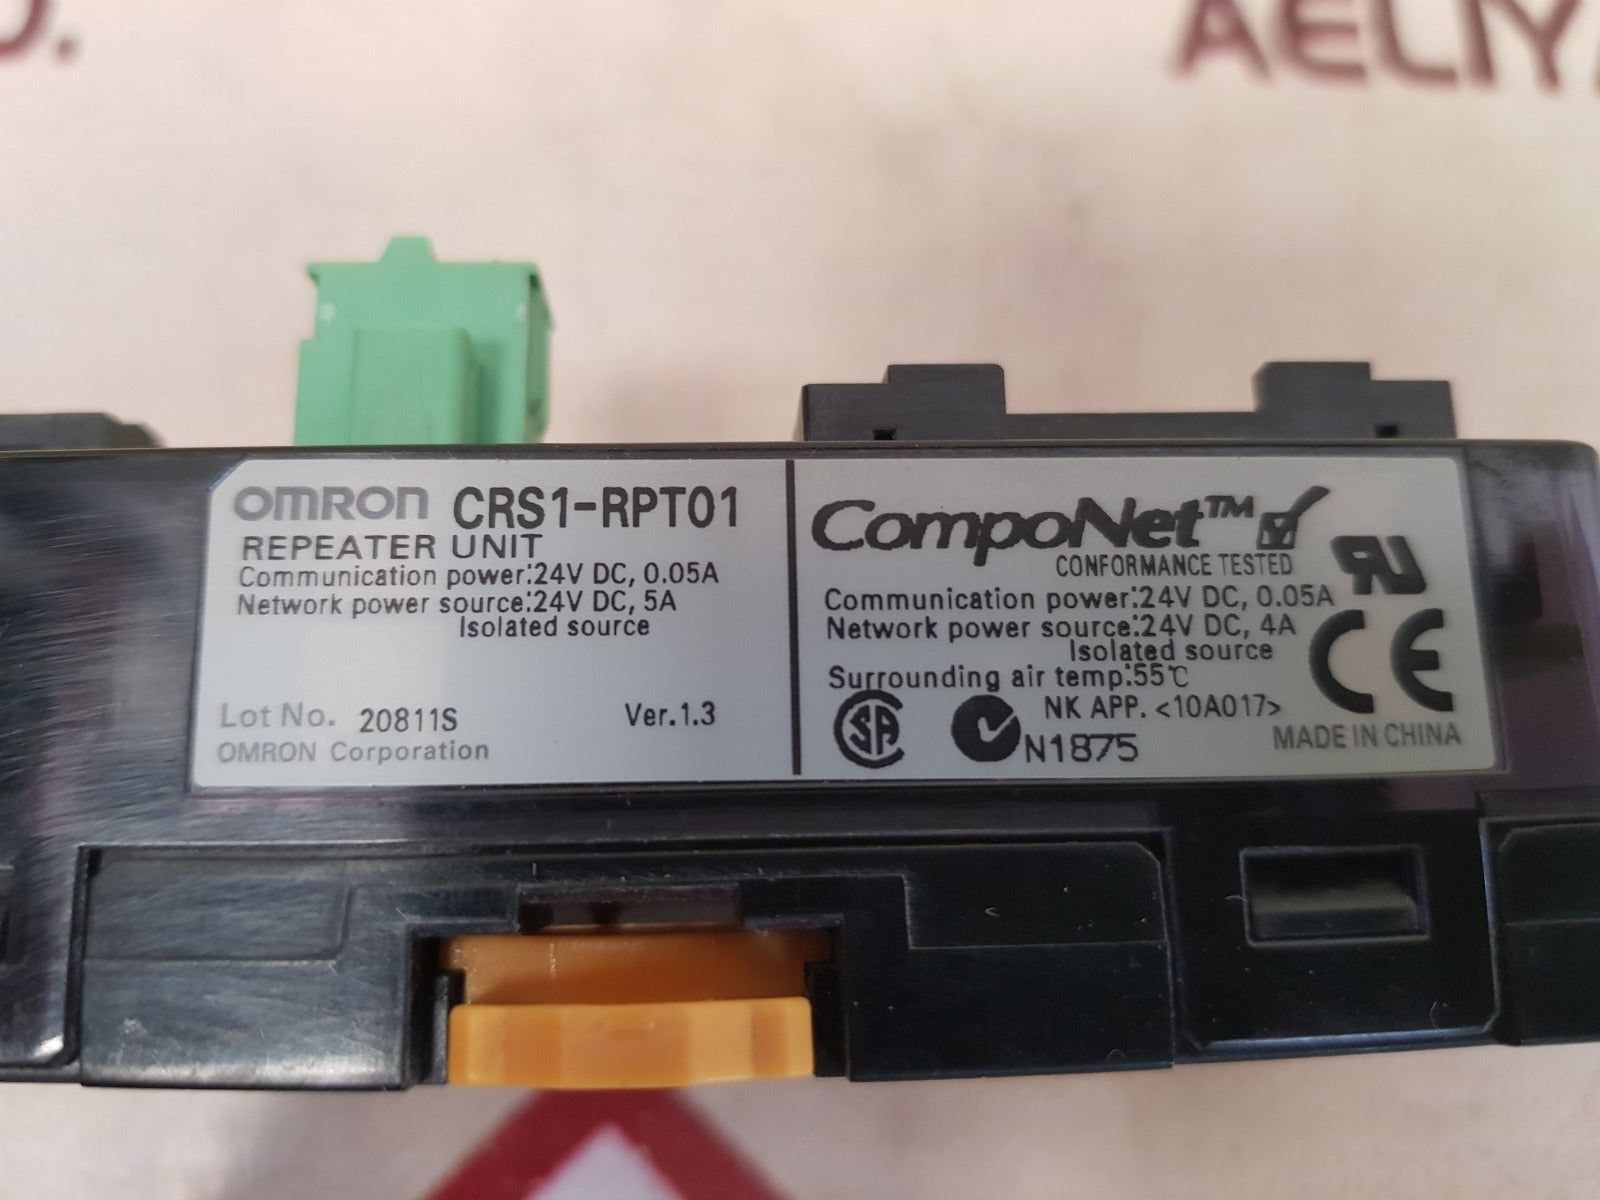 OMRON CRS1-RPT01
REPEATER UNIT
Communication power:24V DC, 0.05A
Network power source:24V DC, 5A
Isolated source
Lot No. 20811S Ver.1.3
OMRON Corporation
CompoNet™
CONFORMANCE TESTED
Communication power:24V DC, 0.05A
Network power source:24V DC, 4A
Isolated source
Surrounding air temp:55℃
NK APP. <10A017>
N1875
MADE IN CHINA
CE